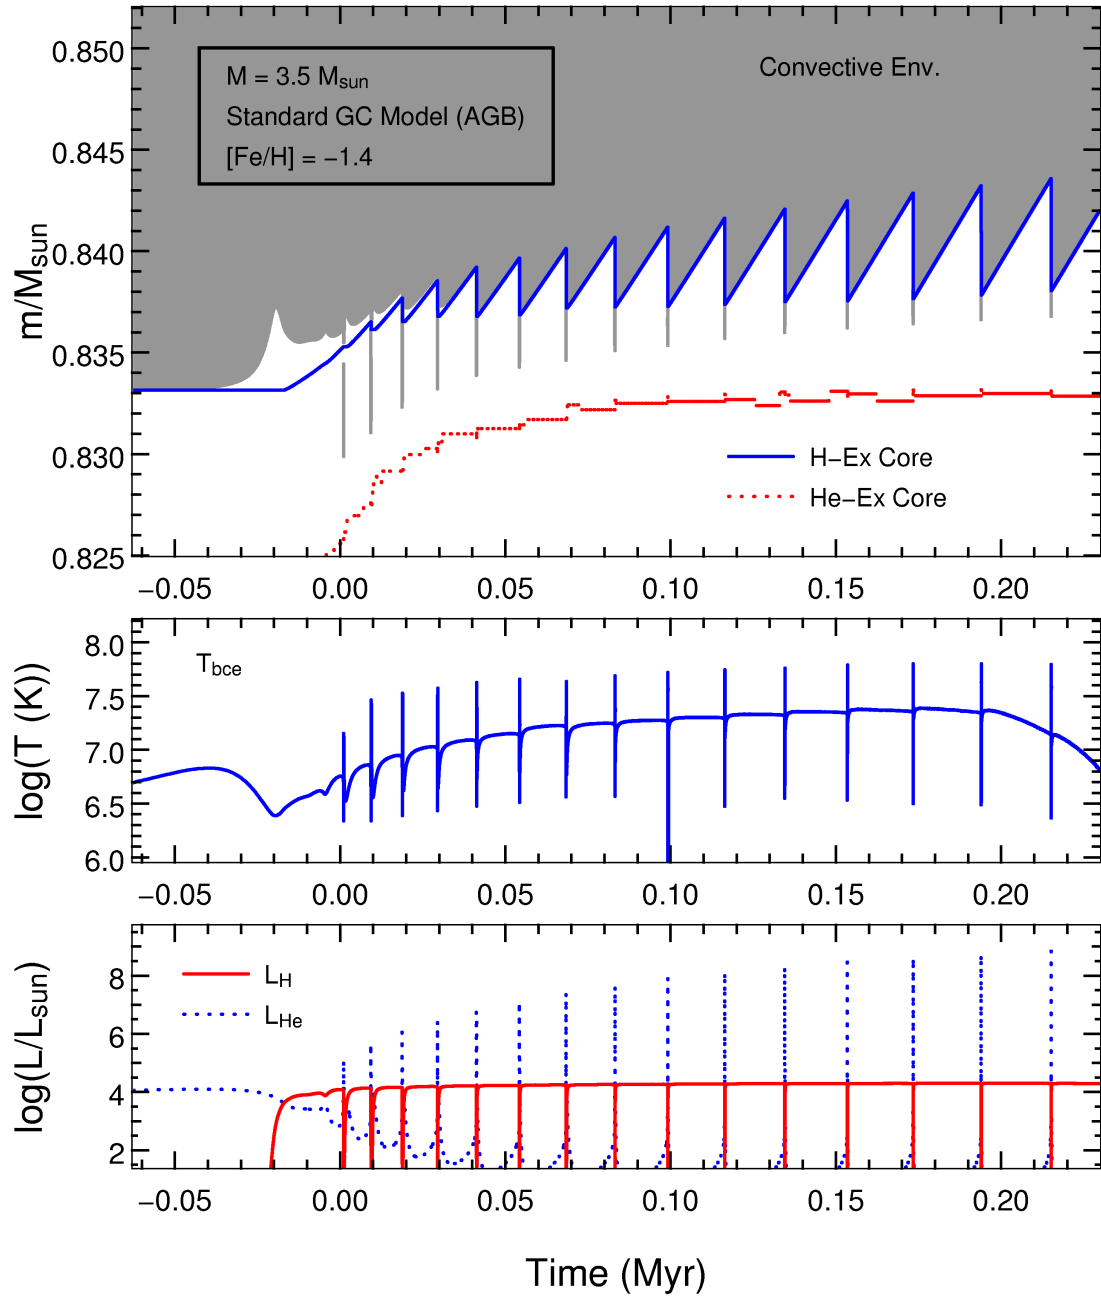 0.850
0.845
0.840
0.835
0.830
0.825
m/Msun
M = 3.5 Msun
Standard GC Model (AGB)
[Fe/H] = −1.4
Convective Env.
H−Ex Core
He−Ex Core
−0.05 0.00 0.05 0.10 0.15 0.20
8.0
7.5
7.0
6.5
6.0
log(T (K))
Tbce
−0.05 0.00 0.05 0.10 0.15 0.20
8
6
4
2
log(L/Lsun)
LH
LHe
−0.05 0.00 0.05 0.10 0.15 0.20
Time (Myr)